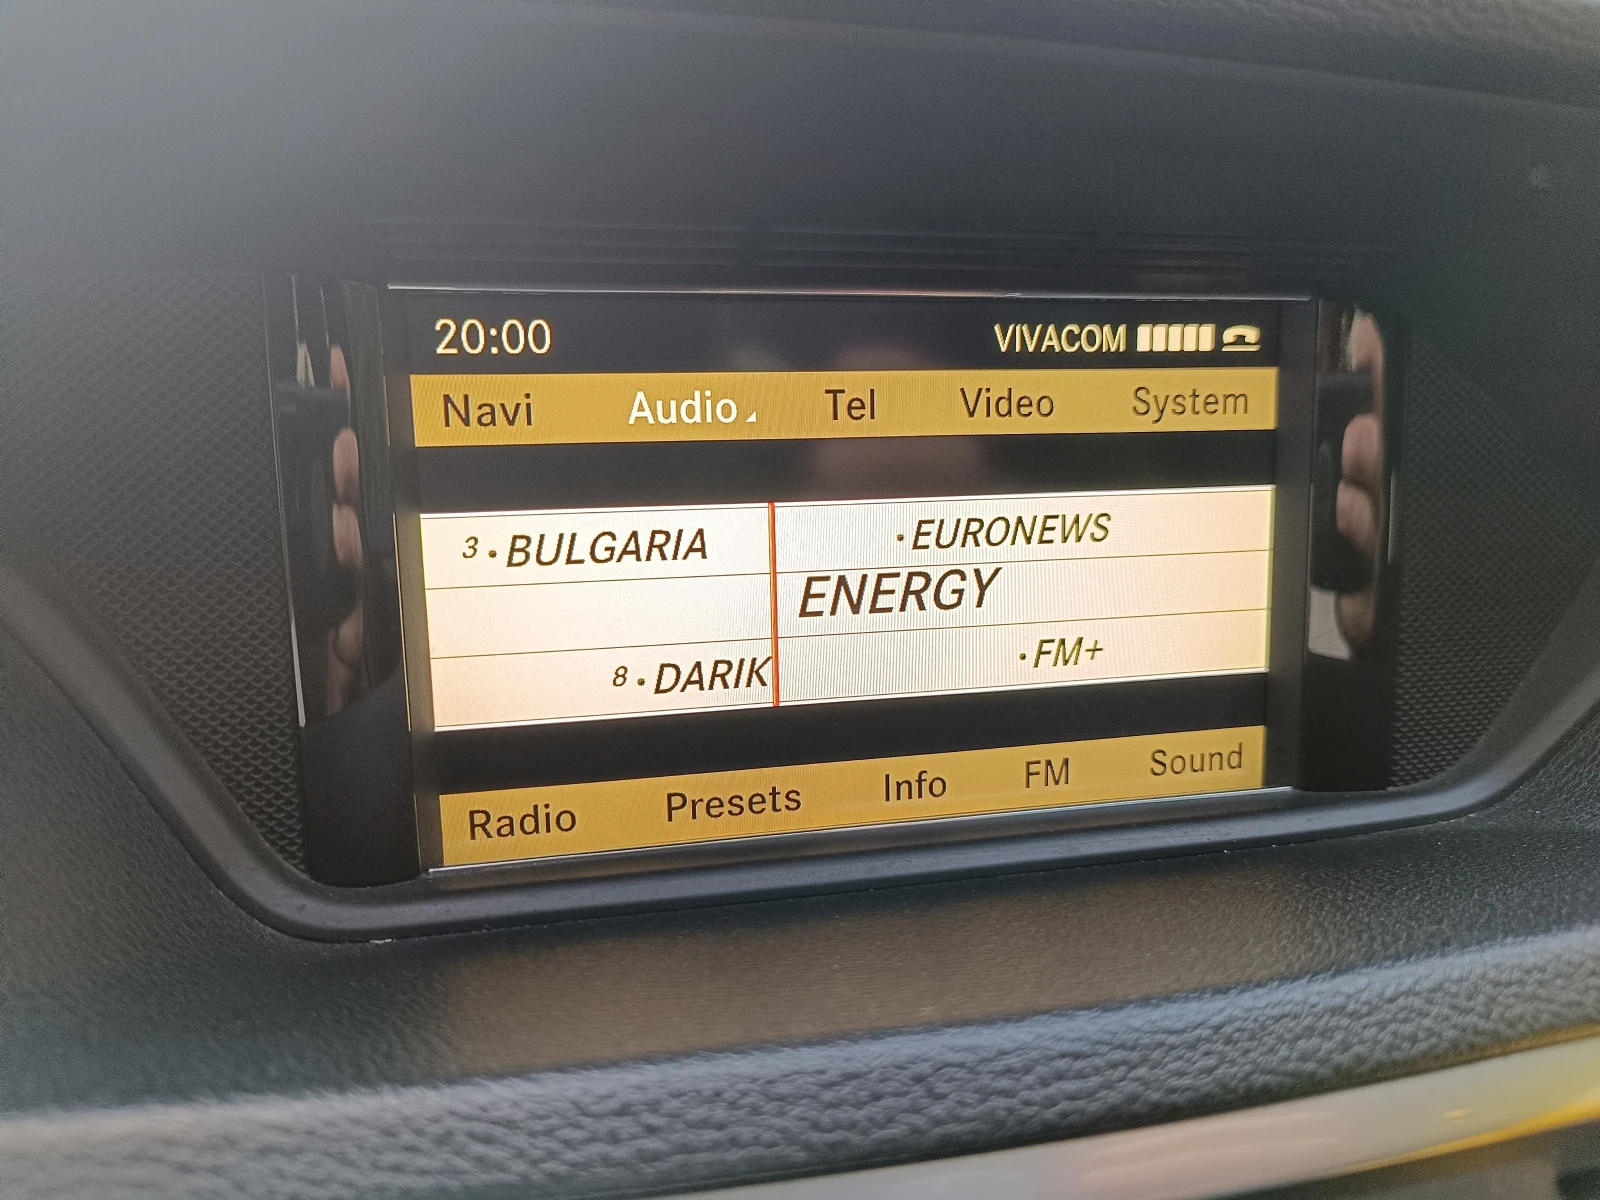 20:00 VIVACOM
Navi Audio Tel Video System
3 • BULGARIA • EURONEWS
ENERGY
8 • DARIK • FM+
Radio Presets Info FM Sound